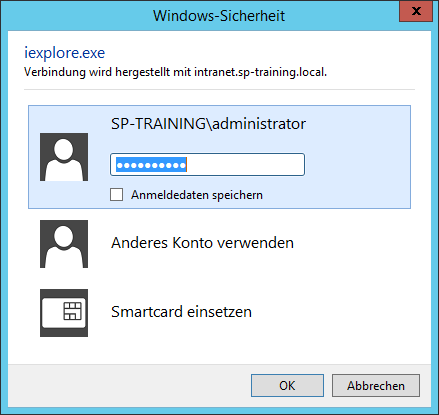 Windows-Sicherheit
iexplore.exe
Verbindung wird hergestellt mit intranet.sp-training.local.
SP-TRAINING\administrator
••••••••••
Anmeldedaten speichern
Anderes Konto verwenden
Smartcard einsetzen
OK
Abbrechen